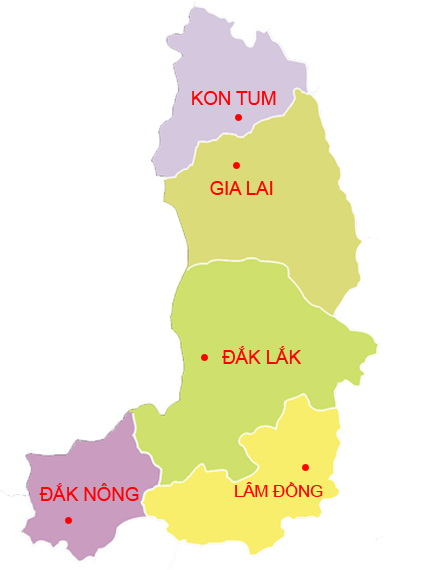 KON TUM
GIA LAI
ĐẮK LẮK
LÂM ĐỒNG
ĐẮK NÔNG